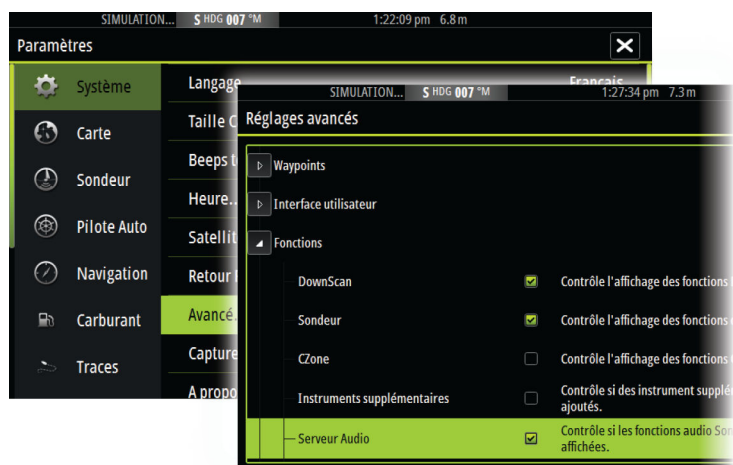 SIMULATION... S HDG 007 °M 1:22:09 pm 6.8 m
Paramètres
Système
Carte
Sondeur
Pilote Auto
Navigation
Carburant
Traces
Langage Français
Taille
Beeps
Heure..
Retour
Avancé.
Capture
SIMULATION... S HDG 007 °M 1:27:34 pm 7.3 m
Réglages avancés
Waypoints
Interface utilisateur
Fonctions
DownScan Contrôle l'affichage des fonctions
Sondeur Contrôle l'affichage des fonctions
CZone Contrôle l'affichage des fonctions
Instruments supplémentaires Contrôle si des instrument
ajoutés.
Serveur Audio Contrôle si les fonctions audio
affichées.